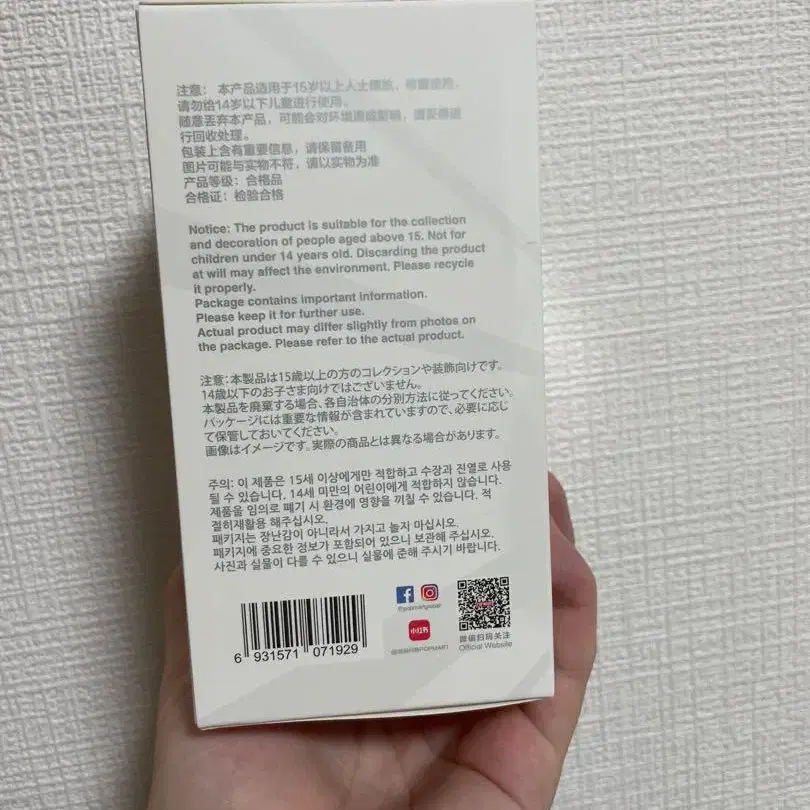 注意： 本产品适用于15岁以上人士摆放，收藏使用，
请勿给14岁以下儿童进行使用。
随意丢弃本产品，可能会对环境造成影响，请妥善进
行回收处理。
包装上含有重要信息，请保留备用
图片可能与实物不符，请以实物为准
产品等级：合格品
合格证：检验合格
Notice: The product is suitable for the collection
and decoration of people aged above 15. Not for
children under 14 years old. Discarding the product
at will may affect the environment. Please recycle
it properly.
Package contains important information.
Please keep it for further use.
Actual product may differ slightly from photos on
the package. Please refer to the actual product.
注意：本製品は15歳以上の方のコレクションや装飾向けです。
14歳以下のお子さま向けではございません。
本製品を廃棄する場合、各自治体の分別方法に従ってください。
パッケージには重要な情報が含まれていますので、必要に応じ
て保管しておいてください。
画像はイメージです。実際の商品とは異なる場合があります。
주의: 이 제품은 15세 이상에게만 적합하고 수장과 진열로 사용
될 수 있습니다. 14세 미만의 어린이에게 적합하지 않습니다.
제품을 임의로 폐기 시 환경에 영향을 끼칠 수 있습니다. 적
절히재활용 해주십시오.
패키지는 장난감이 아니라서 가지고 놀지 마십시오.
패키지에 중요한 정보가 포함되어 있으니 보관해 주십시오.
사진과 실물이 다를 수 있으니 실물에 준해 주시기 바랍니다.
小红书
微信扫码关注
Official Website
6 931571 071929